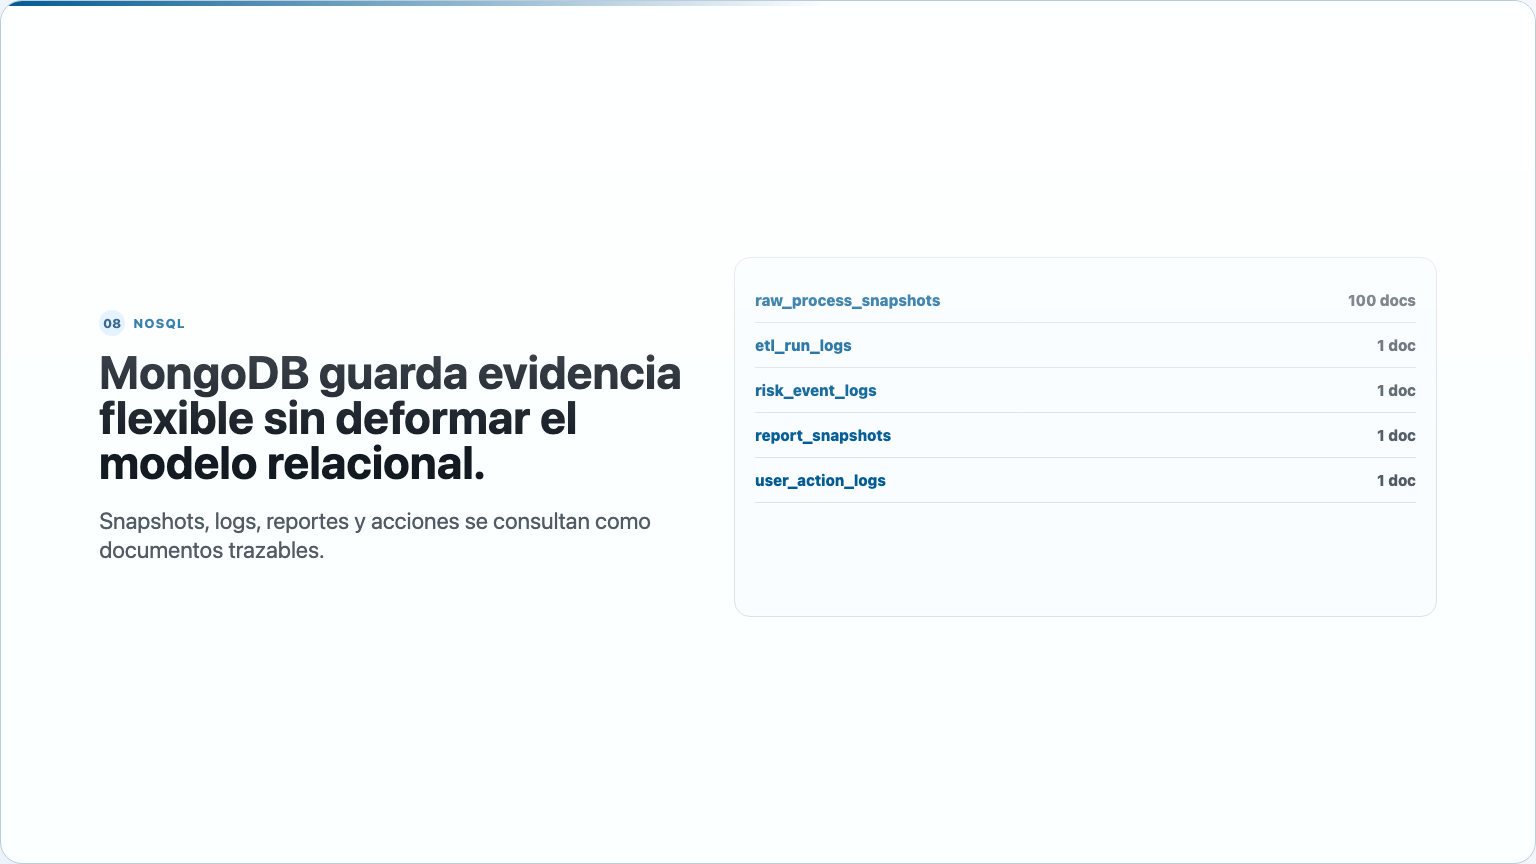 08 NOSQL
MongoDB guarda evidencia
flexible sin deformar el
modelo relacional.
Snapshots, logs, reportes y acciones se consultan como
documentos trazables.
raw_process_snapshots 100 docs
etl_run_logs 1 doc
risk_event_logs 1 doc
report_snapshots 1 doc
user_action_logs 1 doc